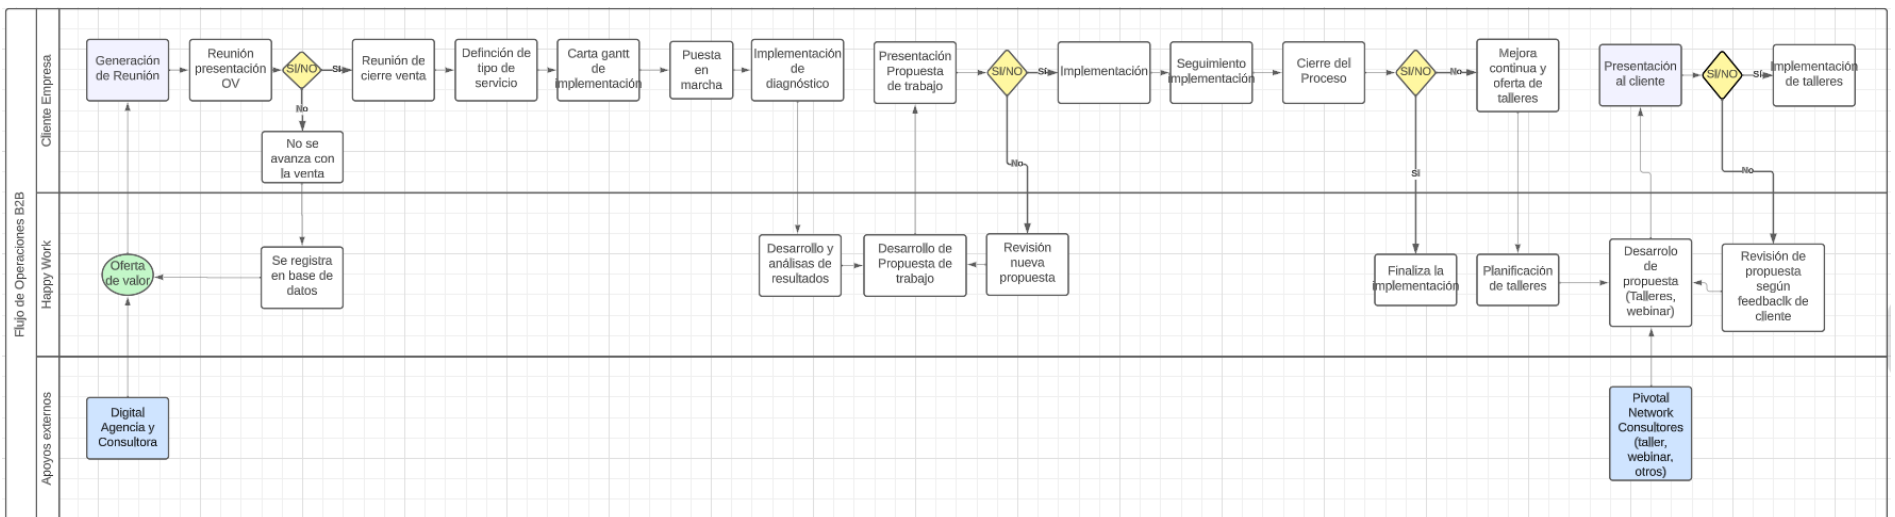 Flujo de Operaciones B2B
Cliente Empresa
Generación
de Reunión
Reunión
presentación
OV
SI/NO
Si
No
No se
avanza con
la venta
Reunión de
cierre venta
Definción de
tipo de
servicio
Carta gantt
de
implementación
Puesta
en
marcha
Implementación
de
diagnóstico
Presentación
Propuesta
de trabajo
SI/NO
Sí
No
Implementación
Seguimiento
implementación
Cierre del
Proceso
SI/NO
No
Sí
Mejora
continua y
oferta de
talleres
Presentación
al cliente
SI/NO
Sí
No
Implementación
de talleres
Happy Work
Oferta
de valor
Se registra
en base de
datos
Desarrollo y
análisas de
resultados
Desarrollo de
Propuesta de
trabajo
Revisión
nueva
propuesta
Finaliza la
implementación
Planificación
de talleres
Desarrolo
de
propuesta
(Talleres,
webinar)
Revisión de
propuesta
según
feedbaclk de
cliente
Apoyos externos
Digital
Agencia y
Consultora
Pivotal
Network
Consultores
(taller,
webinar,
otros)